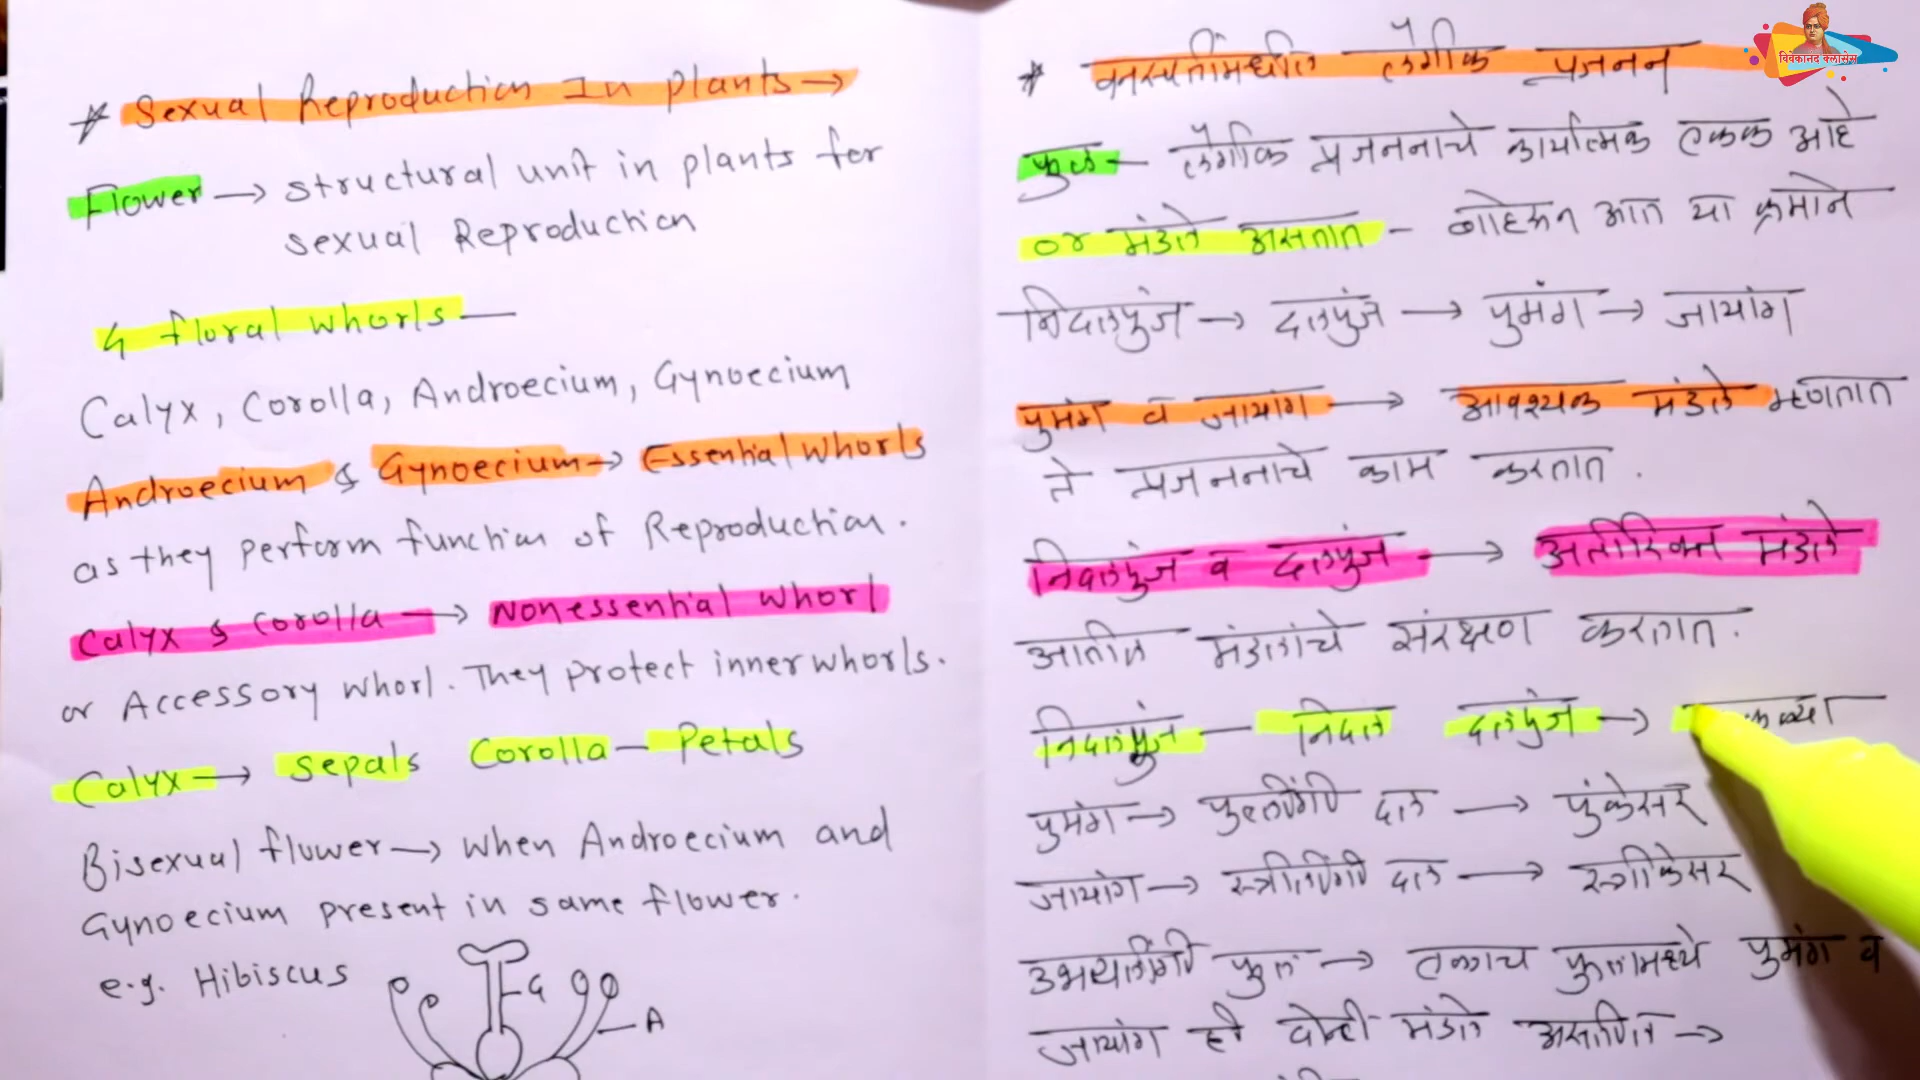 * Sexual Reproduction In plants →
Flower → structural unit in plants for
sexual Reproduction
4 floral whorls —
Calyx, Corolla, Androecium, Gynoecium
Androecium & Gynoecium → Essential whorls
as they perform function of Reproduction.
Calyx & Corolla → Nonessential whorl
or Accessory whorl. They protect inner whorls.
Calyx → sepals Corolla — Petals
Bisexual flower → when Androecium and
Gynoecium present in same flower.
e.g. Hibiscus
G
A
* वनस्पतींमधील लैंगीक प्रजनन
फुल — लैंगीक प्रजननाचे कार्यात्मक एकक आहे
or मंडले असतात - बाहेरून आत या क्रमाने
निदलपुंज → दलपुंज → पुमंग → जायांग
पुमंग व जायांग → आवश्यक मंडले म्हणतात
ते प्रजननाचे काम करतात.
निदलपुंज व दलपुंज → अतीरिक्त मंडले
आतील मंडलांचे संरक्षण करतात.
निदलपुंज — निदल दलपुंज →
पुमंग → पुल्लींगी दल → पुंकेसर
जायांग → स्त्रीलींगी दल → स्त्रीकेसर
उभयलींगी फुल → एकाच फुलामध्ये पुमंग व
जायांग ही दोन्ही मंडले असतील →
विवेकानंद क्लासेस